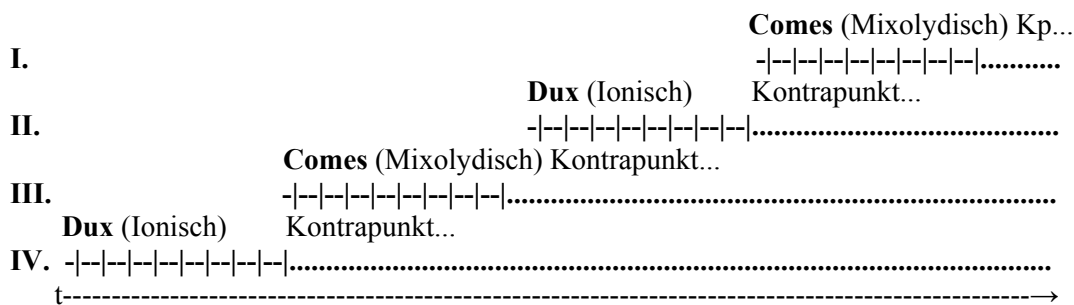 Comes (Mixolydisch) Kp...
I. -|--|--|--|--|--|--|--|--|...........
Dux (Ionisch) Kontrapunkt...
II. -|--|--|--|--|--|--|--|--|..........................................
Comes (Mixolydisch) Kontrapunkt...
III. -|--|--|--|--|--|--|--|--|...........................................................................
Dux (Ionisch) Kontrapunkt...
IV. -|--|--|--|--|--|--|--|--|.........................................................................................................
t----------------------------------------------------------------------------------------------------→